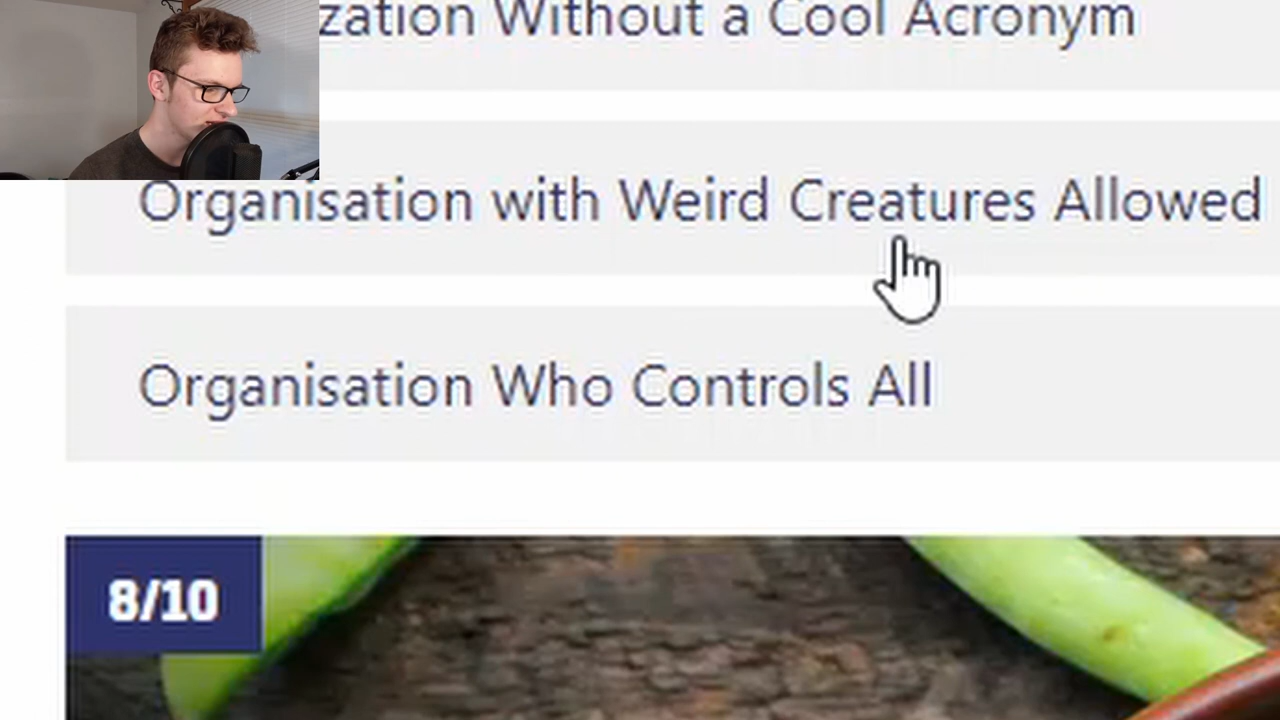 zation Without a Cool Acronym
Organisation with Weird Creatures Allowed
Organisation Who Controls All
8/10